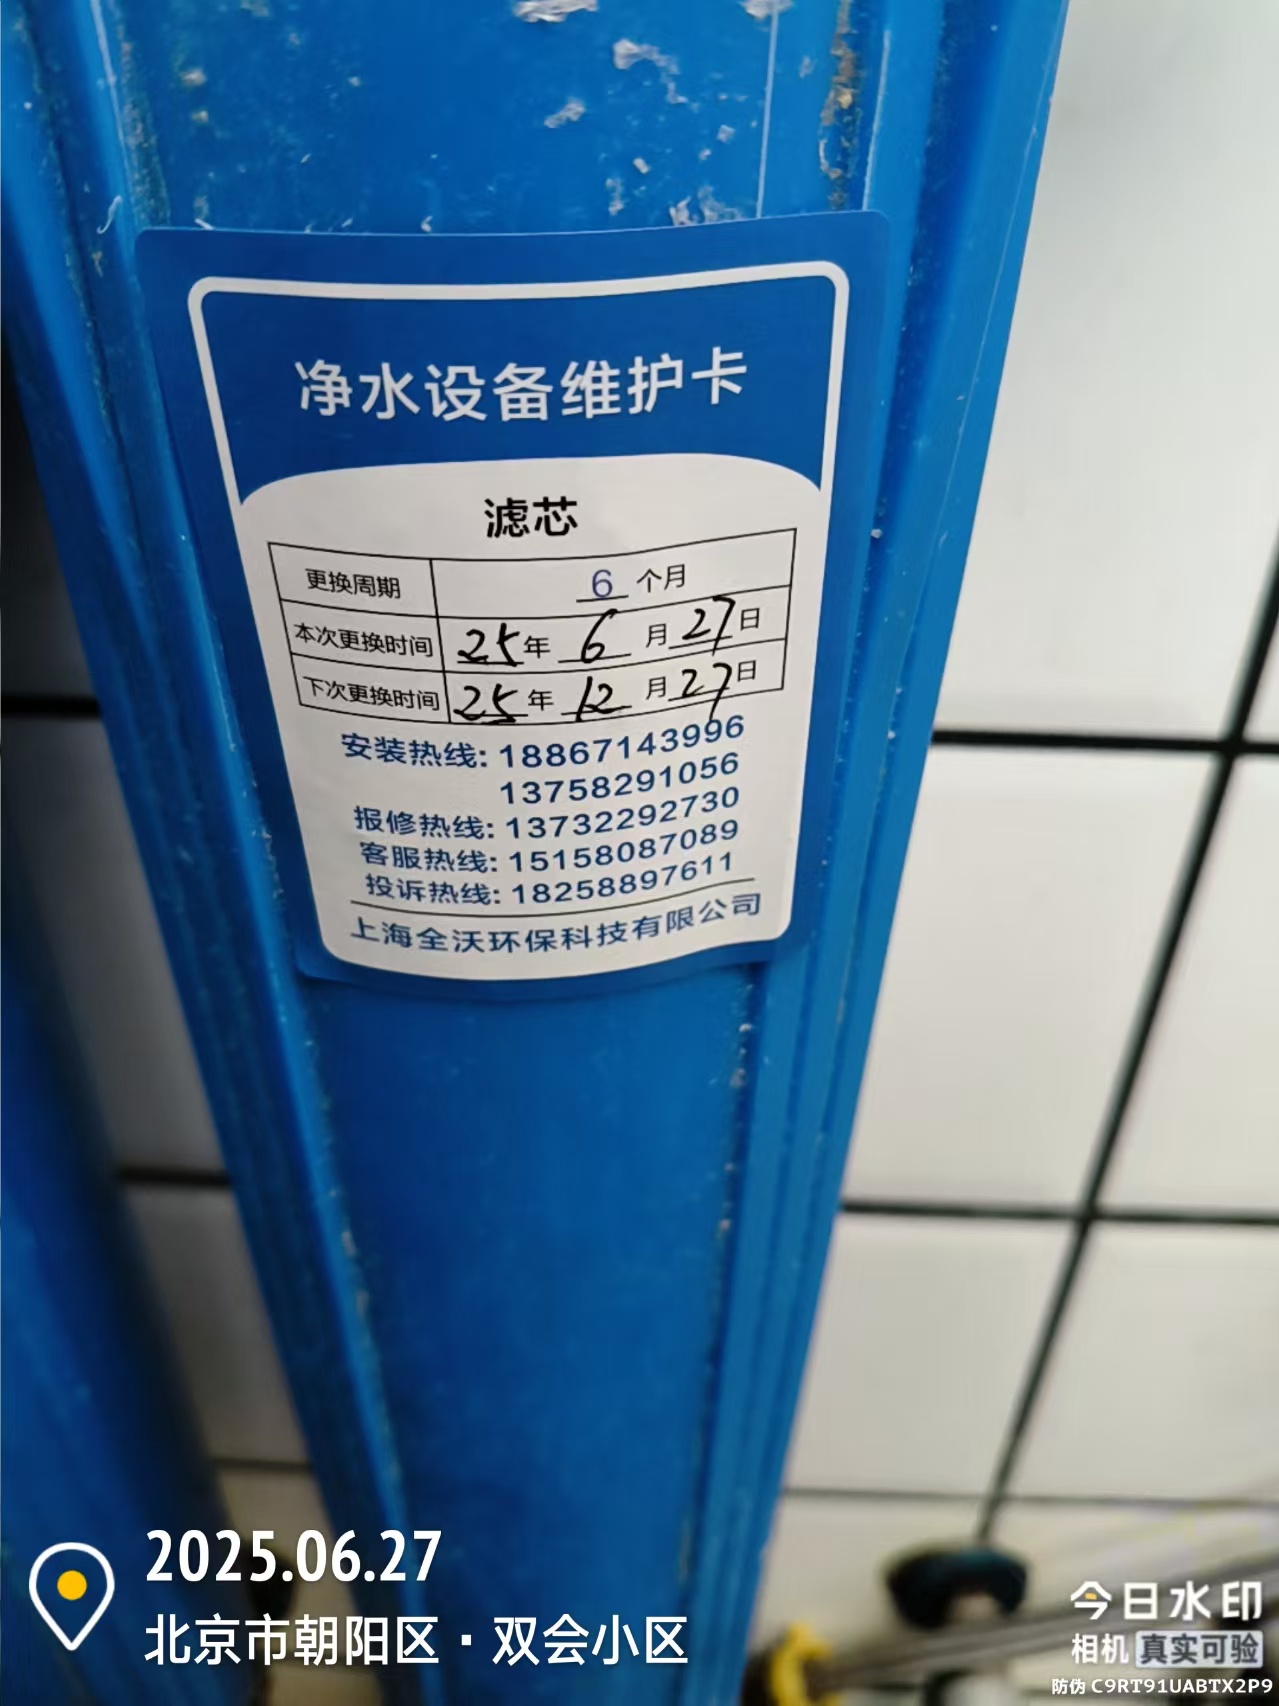 净水设备维护卡
滤芯
更换周期 6 个月
本次更换时间 25年 6 月 27日
下次更换时间 25年 12 月 27日
安装热线: 18867143996
13758291056
报修热线: 13732292730
客服热线: 15158087089
投诉热线: 18258897611
上海全沃环保科技有限公司
2025.06.27
北京市朝阳区·双会小区
今日水印
相机 真实可验
防伪 C9RT91UABTX2P9